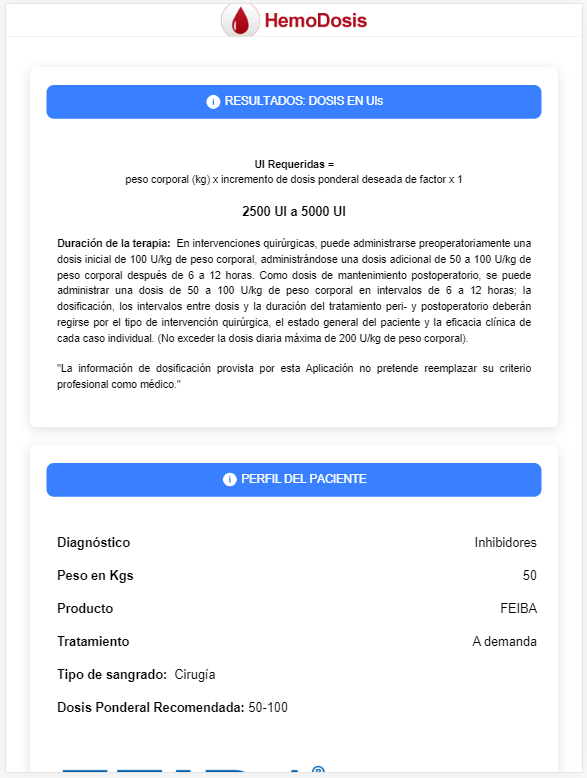 HemoDosis
RESULTADOS: DOSIS EN UIs
UI Requeridas =
peso corporal (kg) x incremento de dosis ponderal deseada de factor x 1
2500 UI a 5000 UI
Duración de la terapia: En intervenciones quirúrgicas, puede administrarse preoperatoriamente una
dosis inicial de 100 U/kg de peso corporal, administrándose una dosis adicional de 50 a 100 U/kg de
peso corporal después de 6 a 12 horas. Como dosis de mantenimiento postoperatorio, se puede
administrar una dosis de 50 a 100 U/kg de peso corporal en intervalos de 6 a 12 horas; la
dosificación, los intervalos entre dosis y la duración del tratamiento peri- y postoperatorio deberán
regirse por el tipo de intervención quirúrgica, el estado general del paciente y la eficacia clínica de
cada caso individual. (No exceder la dosis diaria máxima de 200 U/kg de peso corporal).
"La información de dosificación provista por esta Aplicación no pretende reemplazar su criterio
profesional como médico."
PERFIL DEL PACIENTE
Diagnóstico Inhibidores
Peso en Kgs 50
Producto FEIBA
Tratamiento A demanda
Tipo de sangrado: Cirugía
Dosis Ponderal Recomendada: 50-100